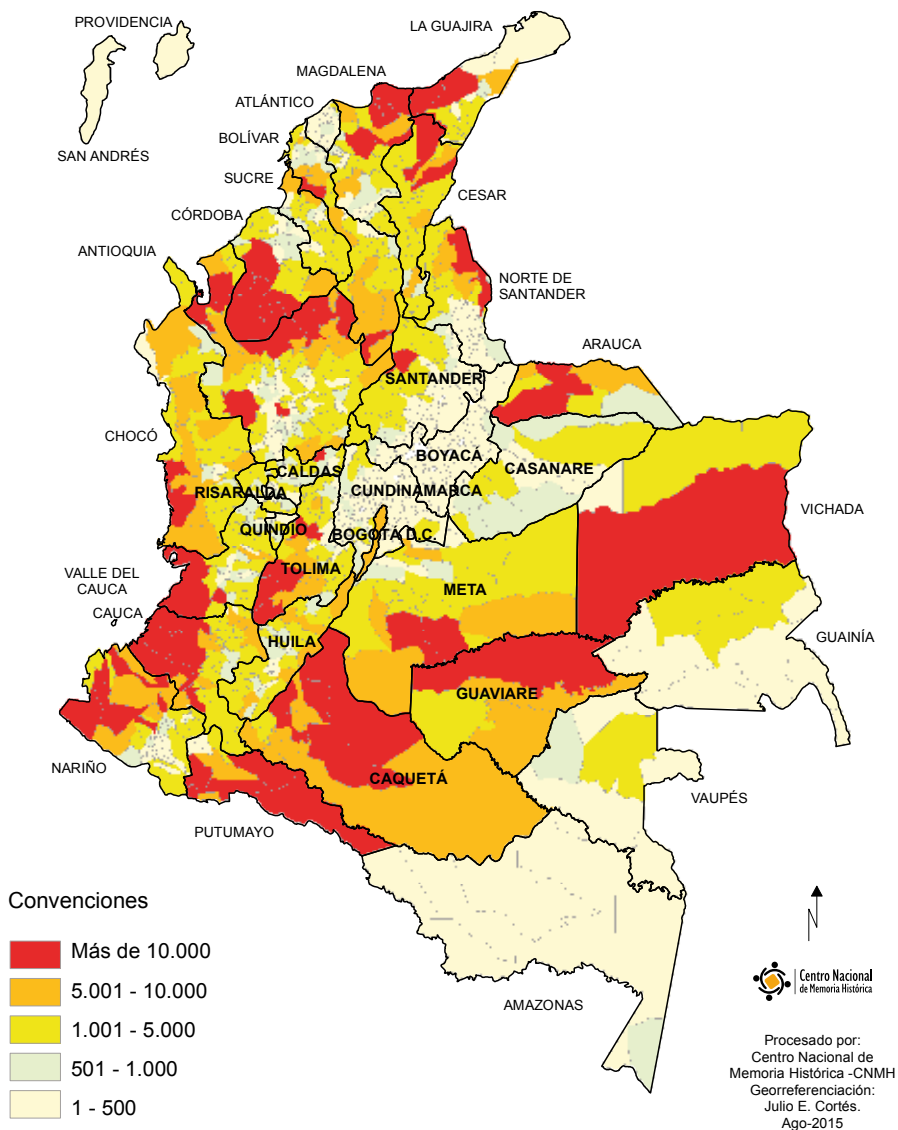 PROVIDENCIA
LA GUAJIRA
MAGDALENA
ATLÁNTICO
BOLÍVAR
SAN ANDRÉS
SUCRE
CESAR
CÓRDOBA
ANTIOQUIA
NORTE DE
SANTANDER
ARAUCA
SANTANDER
CHOCÓ
BOYACÁ
CALDAS
CASANARE
RISARALDA
CUNDINAMARCA
VICHADA
QUINDIO
BOGOTÁ D.C.
TOLIMA
VALLE DEL
CAUCA
META
CAUCA
HUILA
GUAINÍA
GUAVIARE
NARIÑO
CAQUETÁ
VAUPÉS
PUTUMAYO
AMAZONAS
Convenciones
Más de 10.000
5.001 - 10.000
1.001 - 5.000
501 - 1.000
1 - 500
N
Centro Nacional
de Memoria Histórica
Procesado por:
Centro Nacional de
Memoria Histórica -CNMH
Georreferenciación:
Julio E. Cortés.
Ago-2015